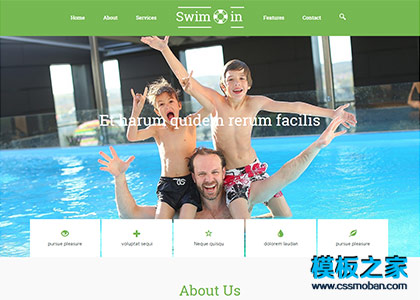 Home About Services Swim in Features Contact
Et harum quidem rerum facilis
pursue pleasure voluptat sequi Neque quisqu dolorem laudan pursue pleasure
About Us
模板之家
www.cssmoban.com